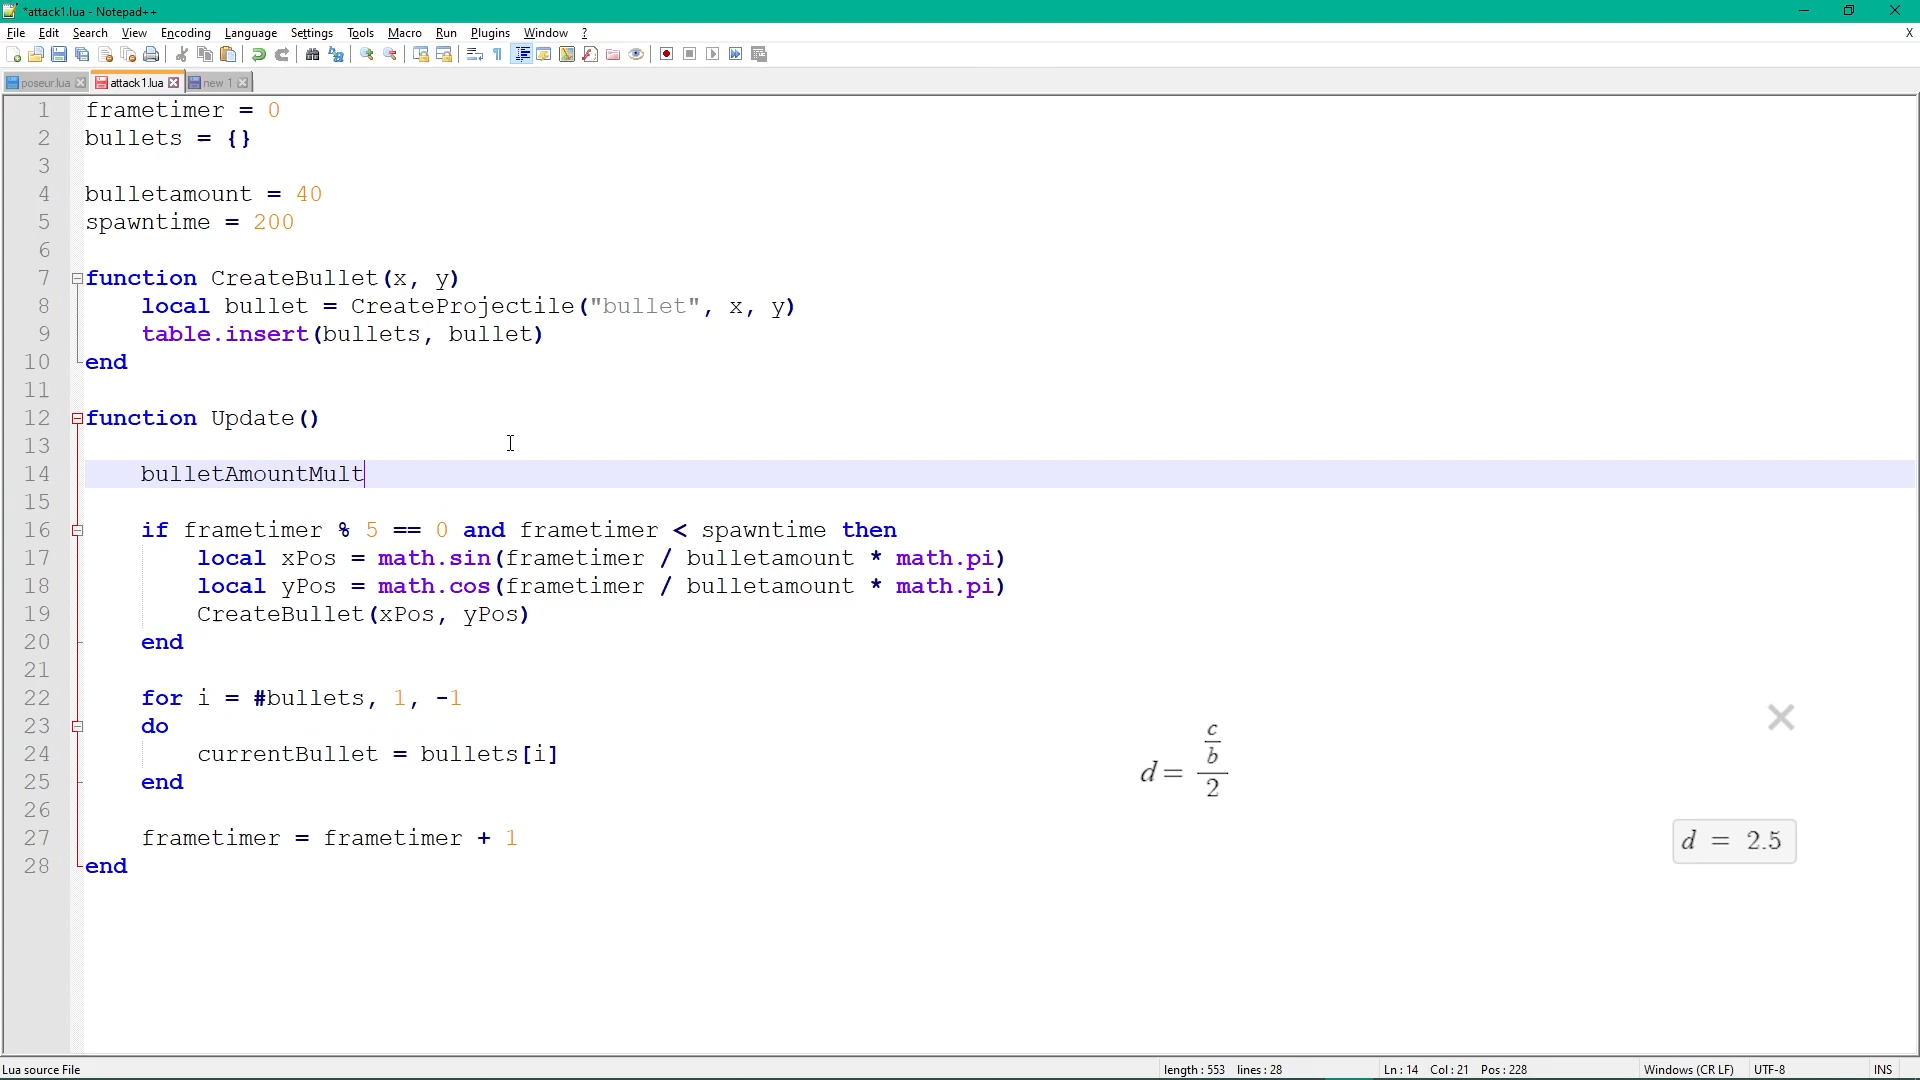 *attack1.lua - Notepad++
File Edit Search View Encoding Language Settings Tools Macro Run Plugins Window ? X
poseur.lua attack1.lua new 1
1 frametimer = 0
2 bullets = {}
3
4 bulletamount = 40
5 spawntime = 200
6
7 function CreateBullet(x, y)
8 local bullet = CreateProjectile("bullet", x, y)
9 table.insert(bullets, bullet)
10 end
11
12 function Update()
13
14 bulletAmountMult
15
16 if frametimer % 5 == 0 and frametimer < spawntime then
17 local xPos = math.sin(frametimer / bulletamount * math.pi)
18 local yPos = math.cos(frametimer / bulletamount * math.pi)
19 CreateBullet(xPos, yPos)
20 end
21
22 for i = #bullets, 1, -1
23 do
24 currentBullet = bullets[i]
25 end
26
27 frametimer = frametimer + 1
28 end
c
b
d =
2
d = 2.5
Lua source File length : 553 lines : 28 Ln : 14 Col : 21 Pos : 228 Windows (CR LF) UTF-8 INS